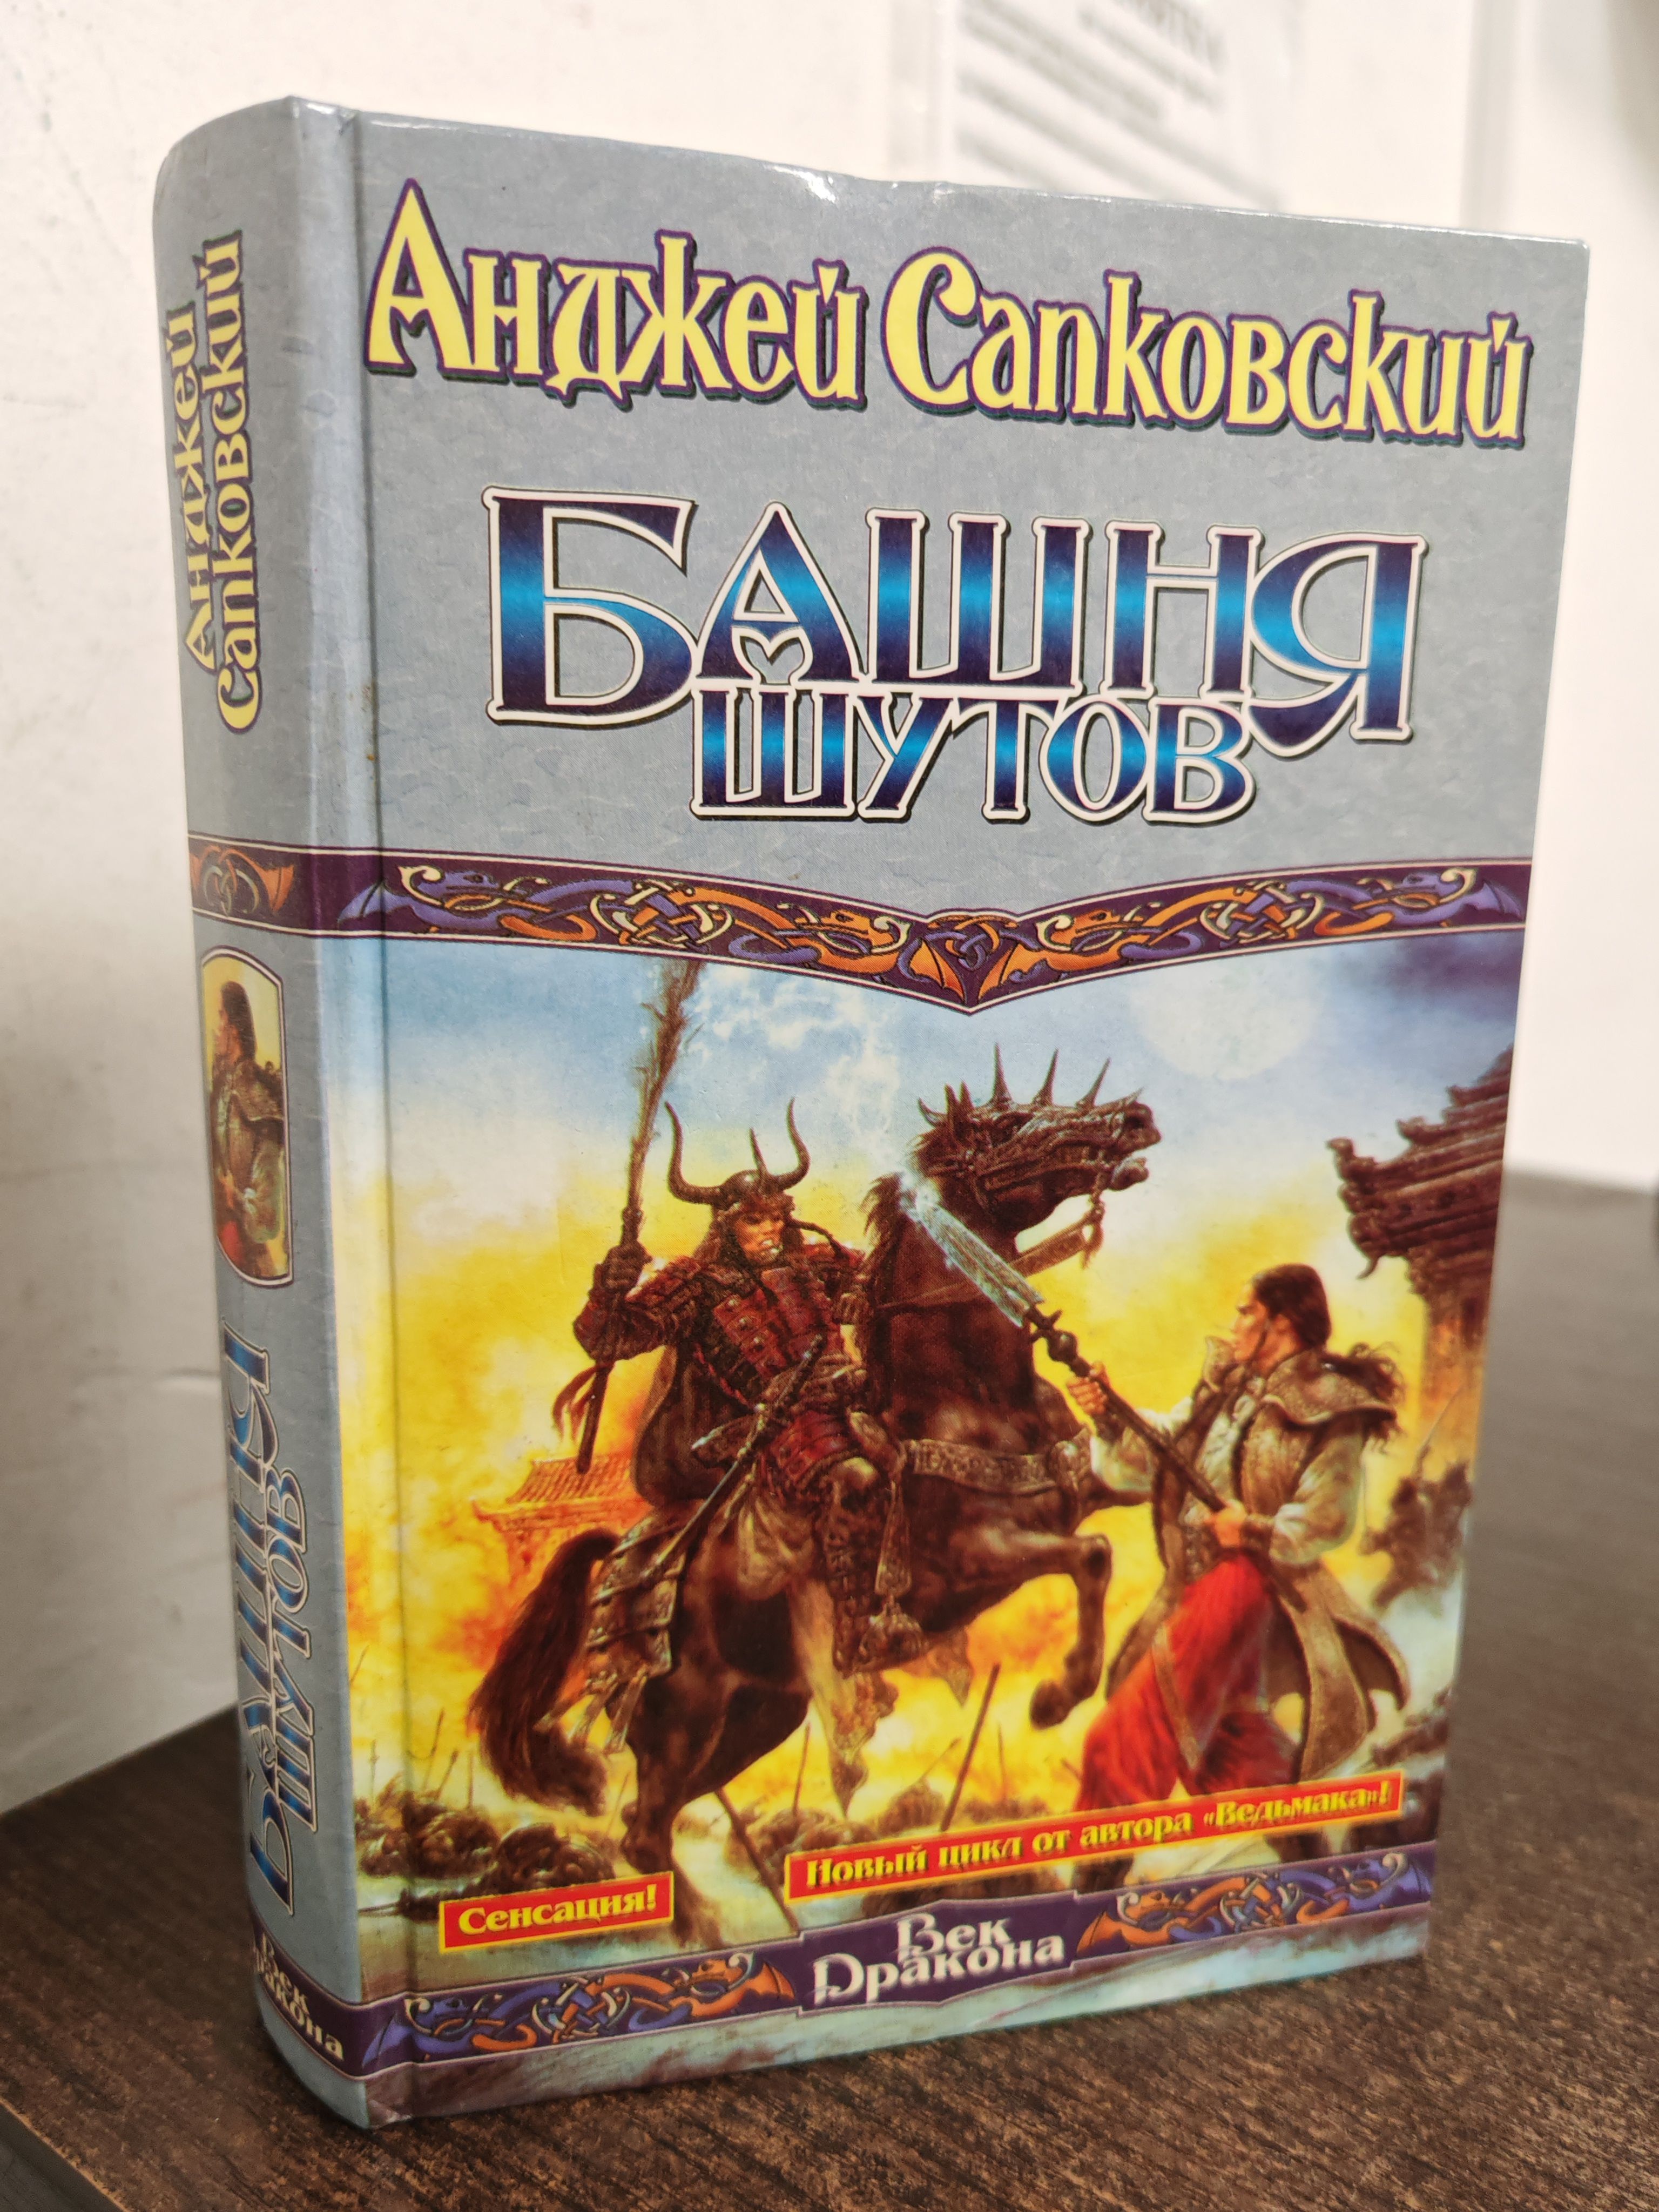 Анджей Сапковский
БАШНЯ
ШУТОВ
Сенсация!
Новый цикл от автора «Ведьмака»!
Век
Дракона
Анджей
Сапковский
БАШНЯ
ШУТОВ
Век
Дракона